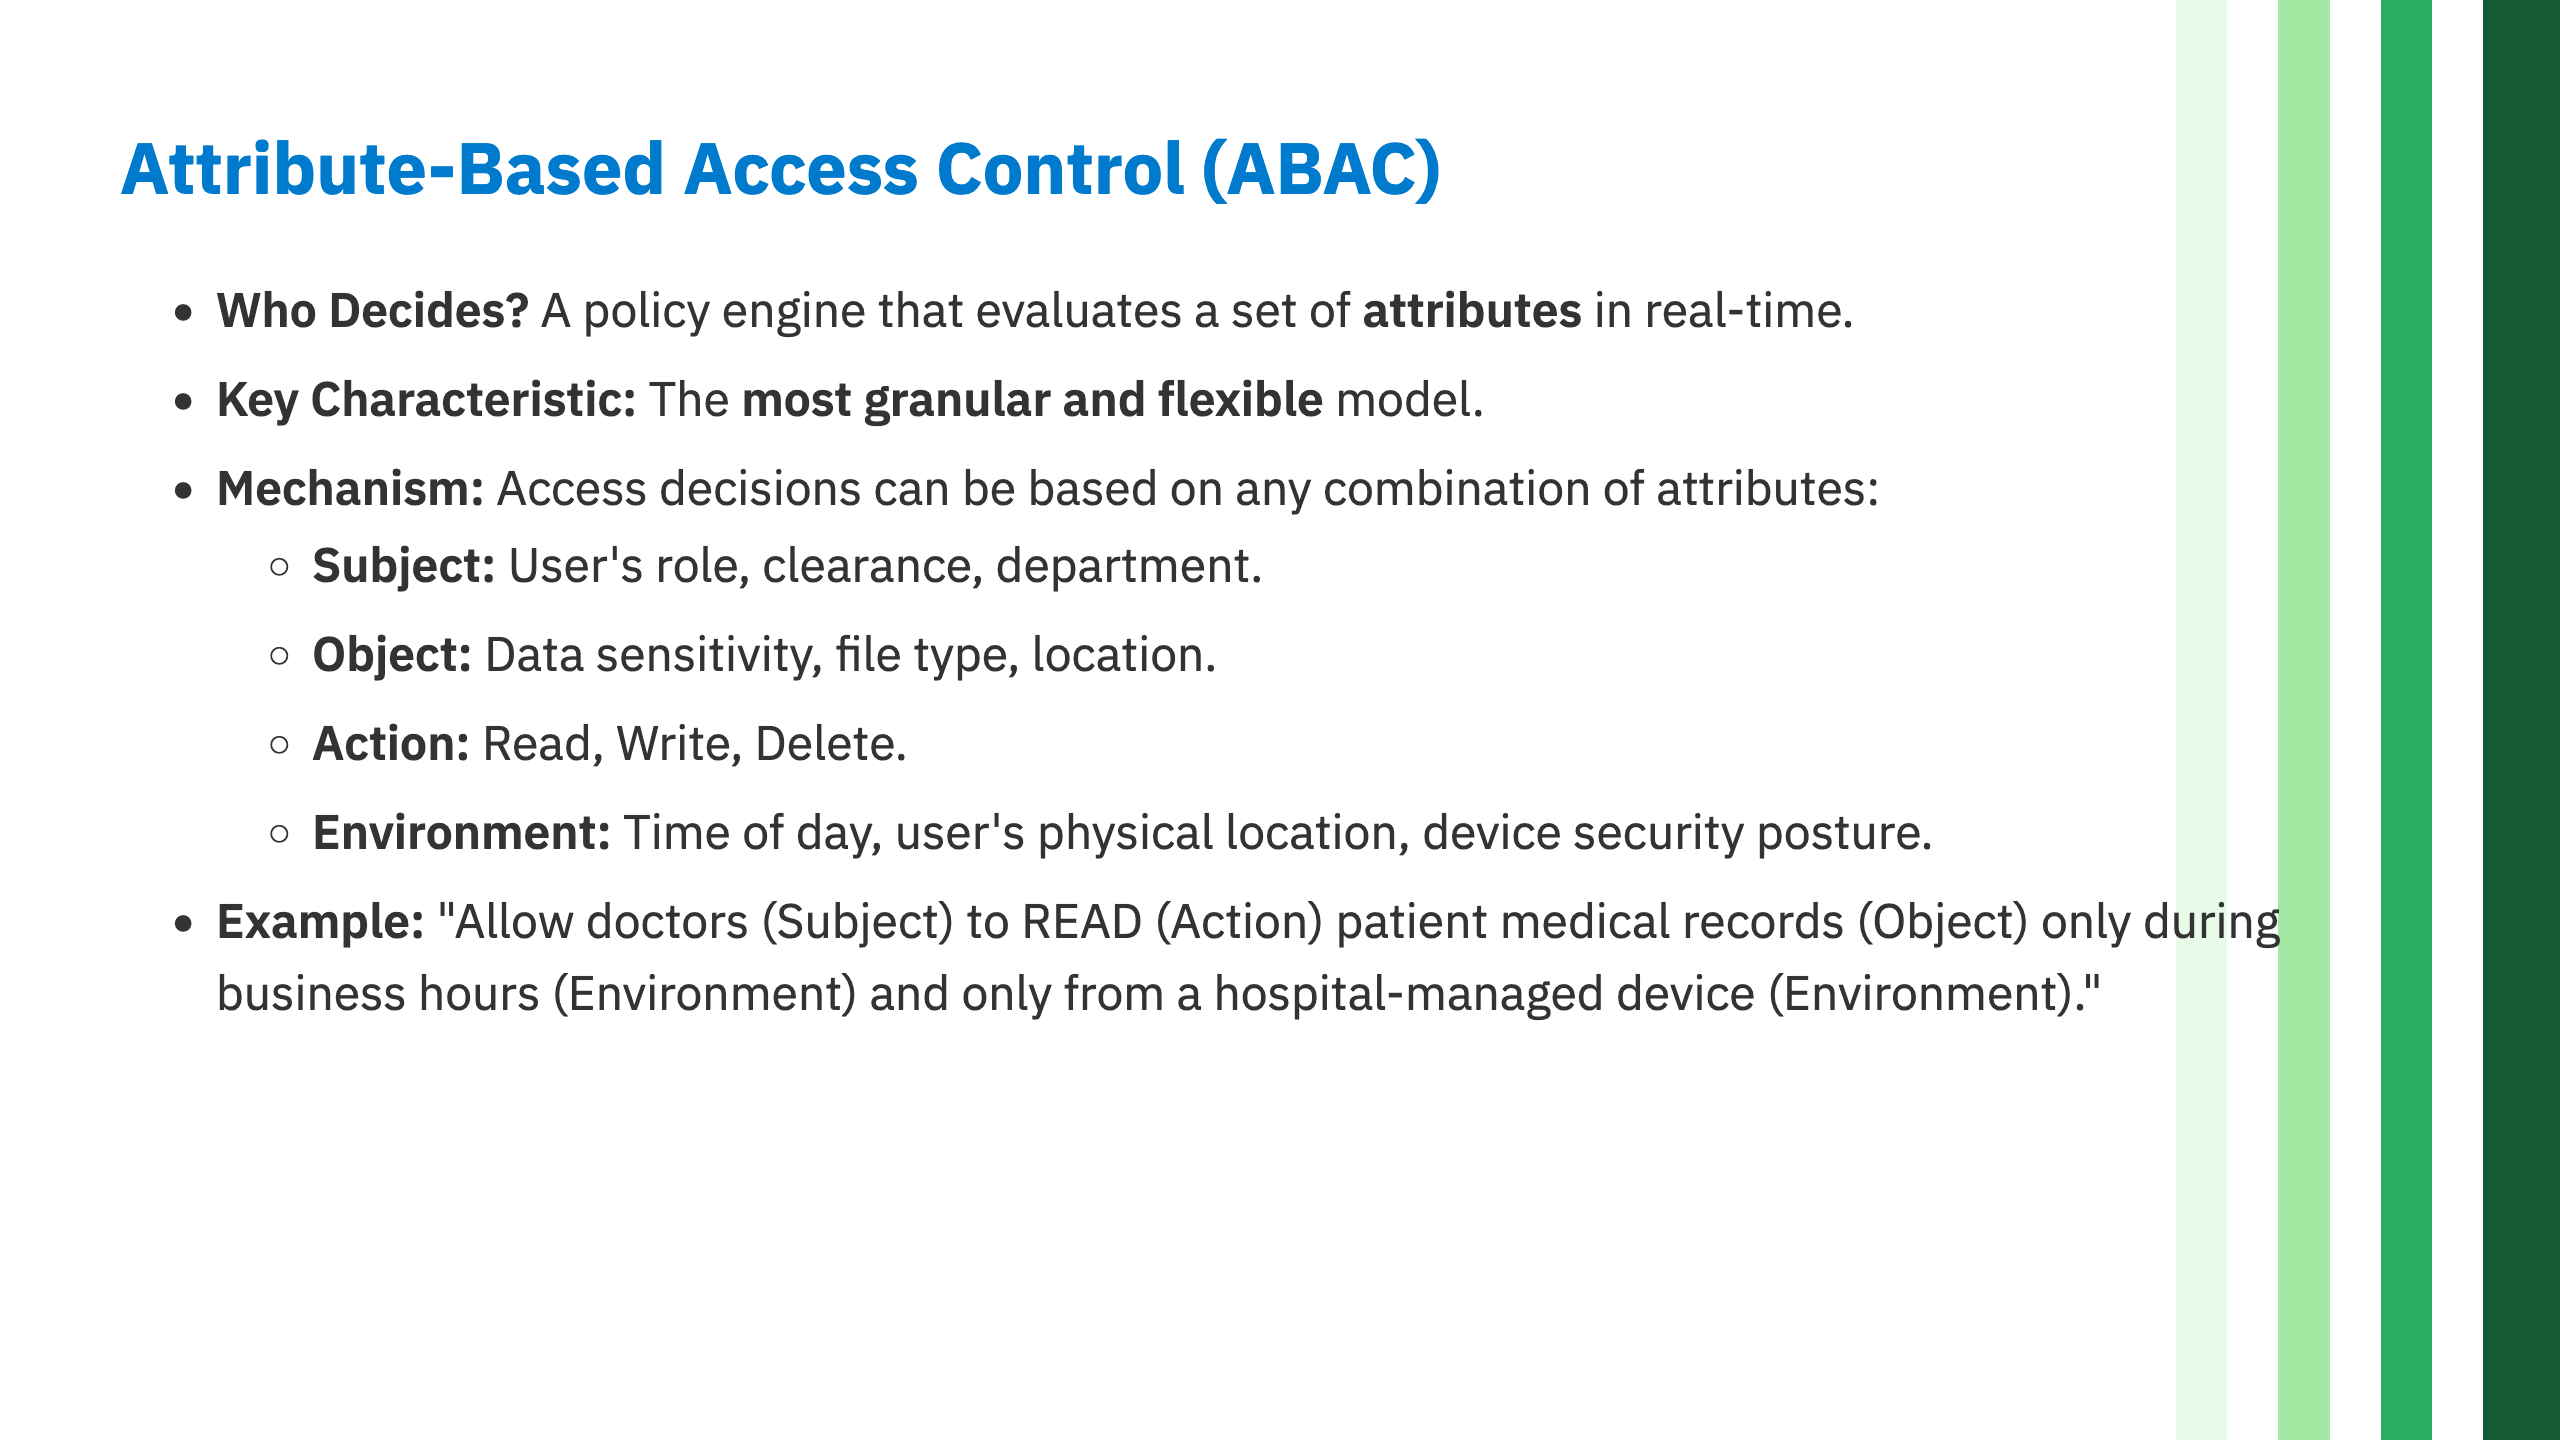 Attribute-Based Access Control (ABAC)
• Who Decides? A policy engine that evaluates a set of attributes in real-time.
• Key Characteristic: The most granular and flexible model.
• Mechanism: Access decisions can be based on any combination of attributes:
○ Subject: User's role, clearance, department.
○ Object: Data sensitivity, file type, location.
○ Action: Read, Write, Delete.
○ Environment: Time of day, user's physical location, device security posture.
• Example: "Allow doctors (Subject) to READ (Action) patient medical records (Object) only during
business hours (Environment) and only from a hospital-managed device (Environment)."